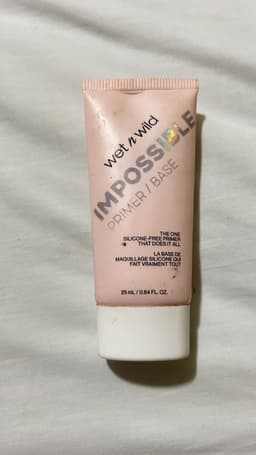 wet n wild
IMPOSSIBLE
PRIMER / BASE
THE ONE
SILICONE-FREE PRIMER
THAT DOES IT ALL
LA BASE DE
MAQUILLAGE SILICONS QUI
FAIT VRAIMENT TOUT
25 mL / 0.84 FL. OZ.